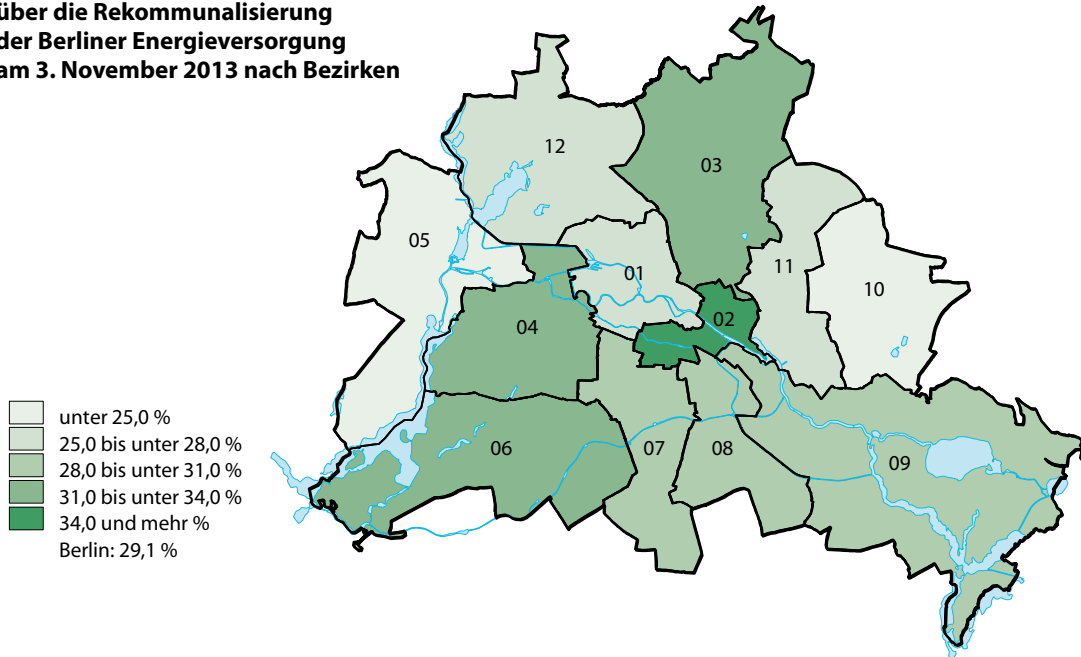 über die Rekommunalisierung
der Berliner Energieversorgung
am 3. November 2013 nach Bezirken
12
03
05
01
11
10
02
04
06
07
08
09
unter 25,0 %
25,0 bis unter 28,0 %
28,0 bis unter 31,0 %
31,0 bis unter 34,0 %
34,0 und mehr %
Berlin: 29,1 %